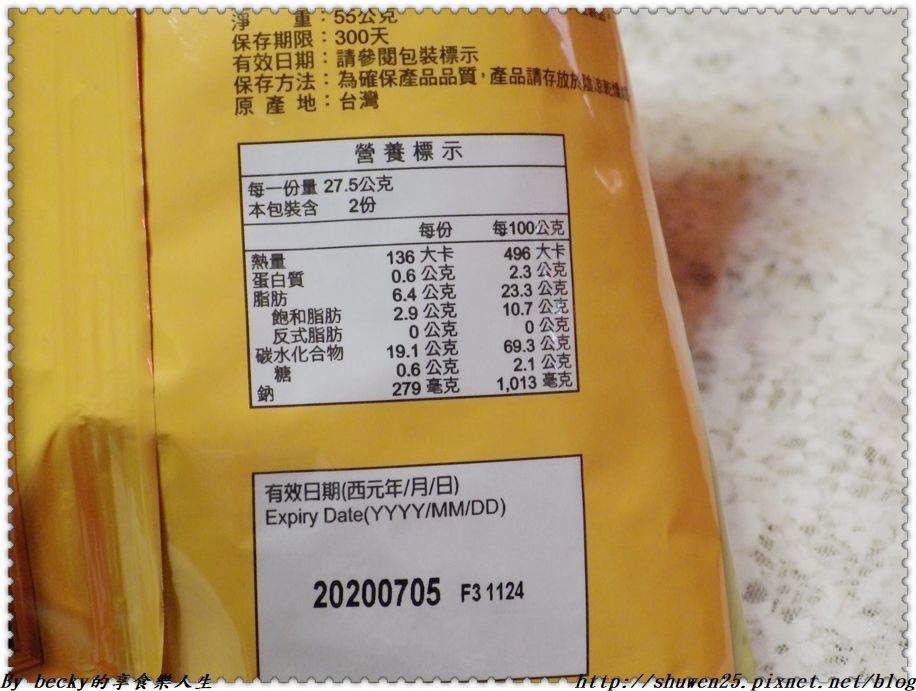 淨 重：55公克
保存期限：300天
有效日期：請參閱包裝標示
保存方法：為確保產品品質，產品請存放於陰涼乾燥
原產地：台灣
營養標示
每一份量 27.5公克
本包裝含 2份
每份 每100公克
熱量 136 大卡 496 大卡
蛋白質 0.6 公克 2.3 公克
脂肪 6.4 公克 23.3 公克
飽和脂肪 2.9 公克 10.7 公克
反式脂肪 0 公克 0 公克
碳水化合物 19.1 公克 69.3 公克
糖 0.6 公克 2.1 公克
鈉 279 毫克 1,013 毫克
有效日期(西元年/月/日)
Expiry Date(YYYY/MM/DD)
20200705 F3 1124
By becky的享食樂人生
http://shuwen25.pixnet.net/blog